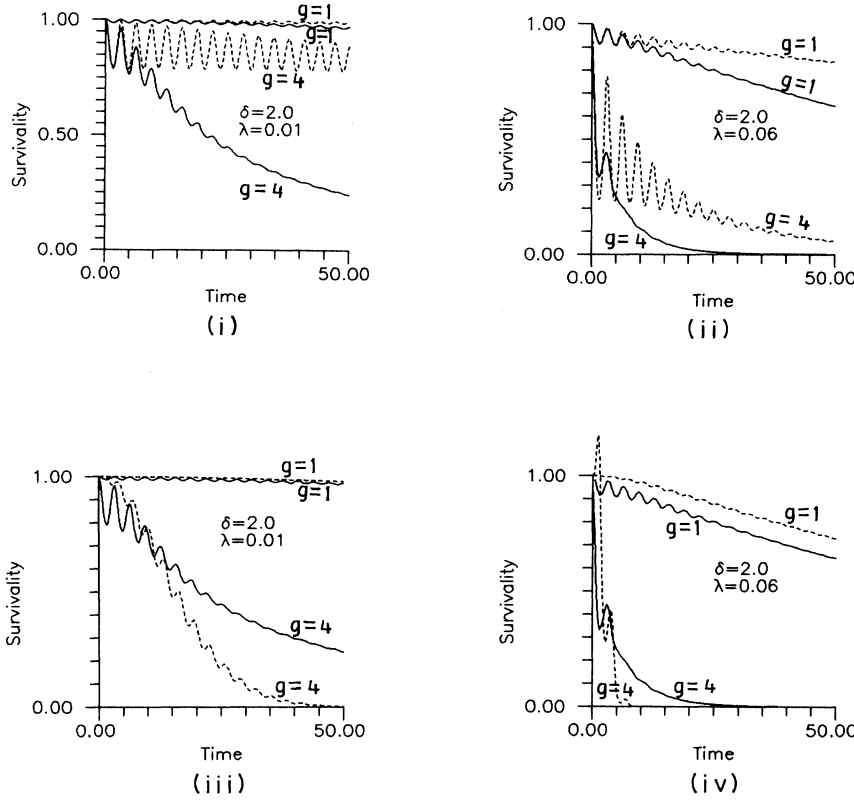 g=1
1.00
g=1
g=4
Survivality
δ=2.0
λ=0.01
0.50
g=4
0.00
0.00
50.00
Time
(i)
1.00
g=1
g=1
Survivality
δ=2.0
λ=0.06
g=4
g=4
0.00
0.00
50.00
Time
(ii)
1.00
g=1
g=1
Survivality
δ=2.0
λ=0.01
g=4
g=4
0.00
0.00
50.00
Time
(iii)
1.00
g=1
g=1
Survivality
δ=2.0
λ=0.06
g=4
g=4
0.00
0.00
50.00
Time
(iv)